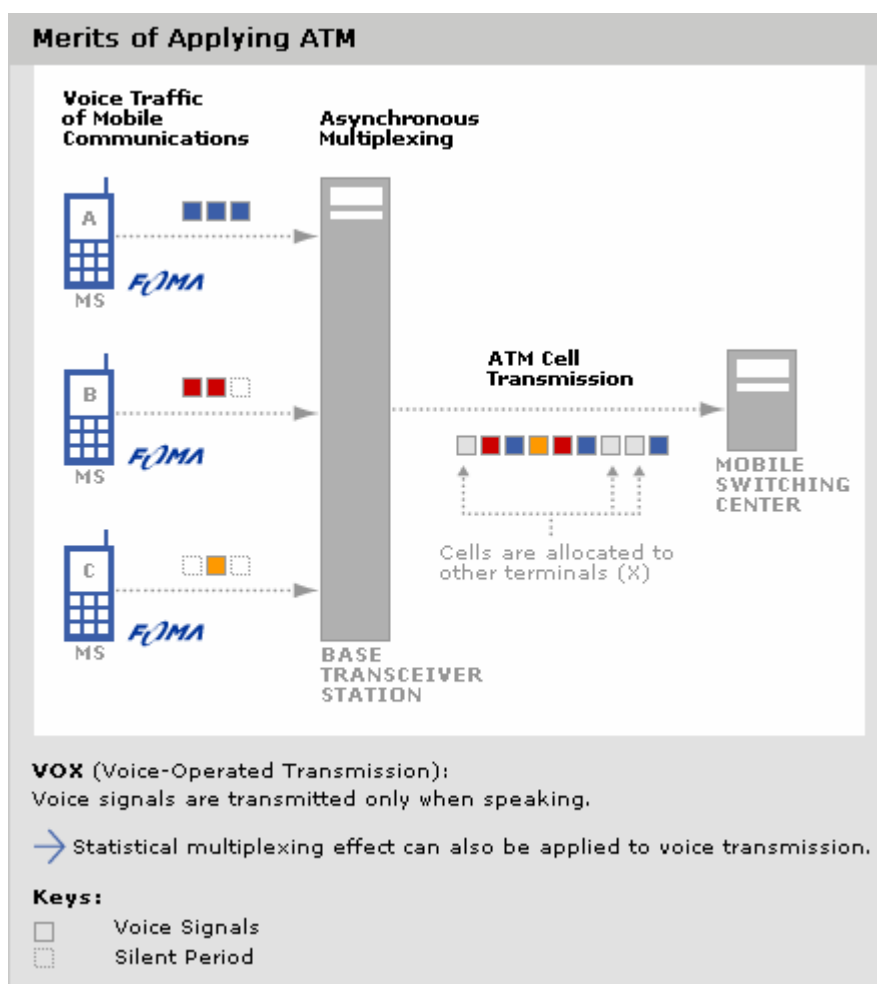 Merits of Applying ATM
Voice Traffic
of Mobile
Communications
Asynchronous
Multiplexing
A
FOMA
MS
B
FOMA
MS
C
FOMA
MS
ATM Cell
Transmission
MOBILE
SWITCHING
CENTER
Cells are allocated to
other terminals (X)
BASE
TRANSCEIVER
STATION
VOX (Voice-Operated Transmission):
Voice signals are transmitted only when speaking.
Statistical multiplexing effect can also be applied to voice transmission.
Keys:
Voice Signals
Silent Period